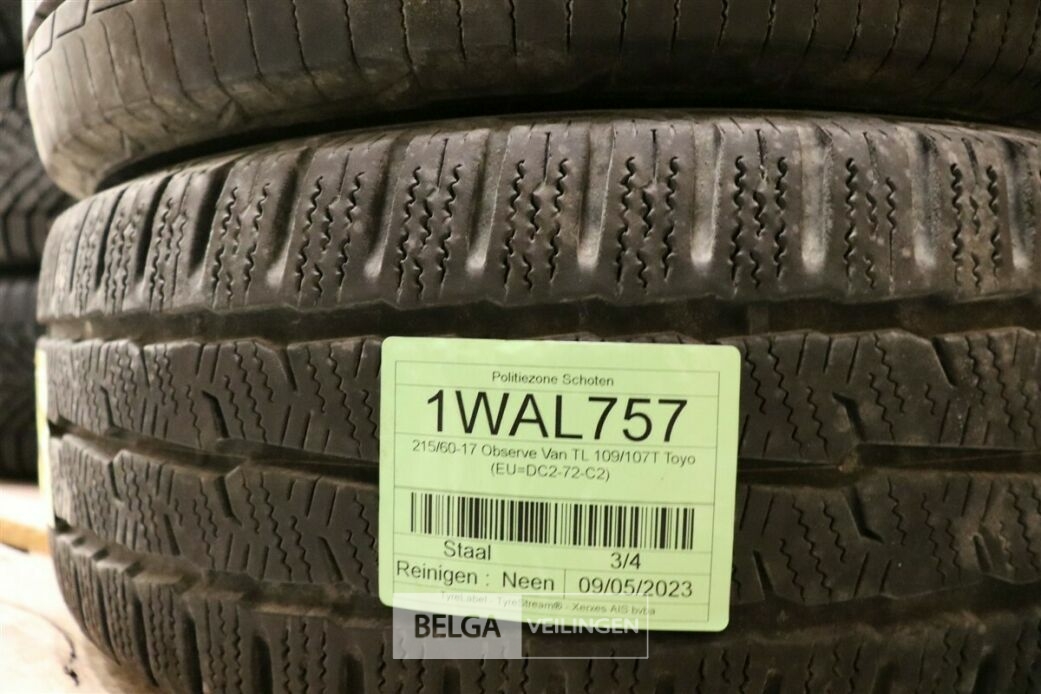 Politiezone Schoten
1WAL757
215/60-17 Observe Van TL 109/107T Toyo
(EU=DC2-72-C2)
Staal 3/4
Reinigen : Neen 09/05/2023
TyreLabel - TyreStream® - Xerxes AIS bvba
BELGA VEILINGEN